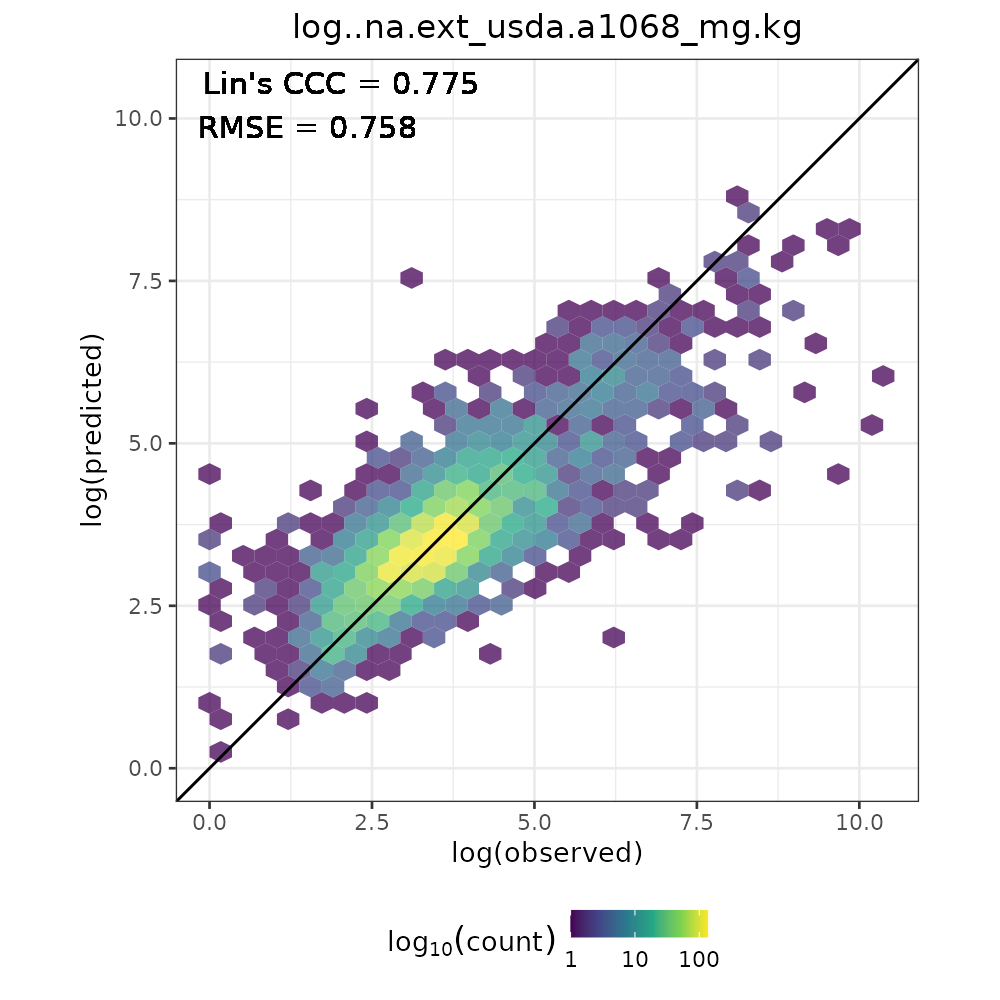 log..na.ext_usda.a1068_mg.kg
Lin's CCC = 0.775
RMSE = 0.758
10.0
7.5
5.0
2.5
0.0
log(predicted)
0.0 2.5 5.0 7.5 10.0
log(observed)
log₁₀(count)
1 10 100